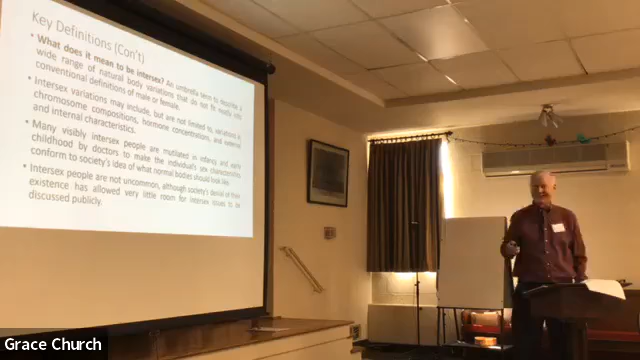 Key Definitions (Con't)
• What does it mean to be intersex? An umbrella term to describe a
wide range of natural body variations that do not fit neatly into
conventional definitions of male or female.
• Intersex variations may include, but are not limited to, variations in
chromosome compositions, hormone concentrations, and external
and internal characteristics.
• Many visibly intersex people are mutilated in infancy and early
childhood by doctors to make the individual's sex characteristics
conform to society's idea of what normal bodies should look like.
• Intersex people are not uncommon, although society's denial of their
existence has allowed very little room for intersex issues to be
discussed publicly.
Grace Church